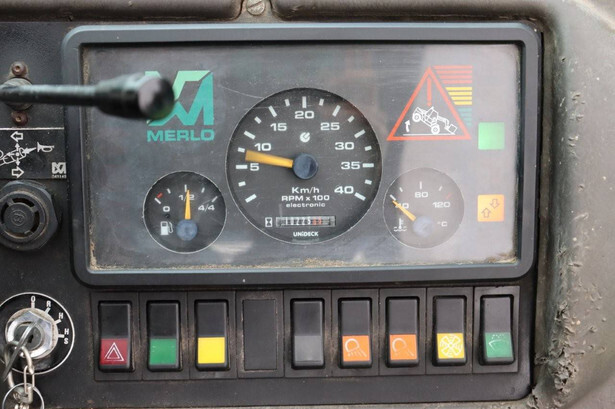 MERLO
5 10 15 20 25 30 35 40
Km/h
RPM x 100
electronic
UNIDECK
0 1/2 4/4
40 80 120
°C
O R H H S